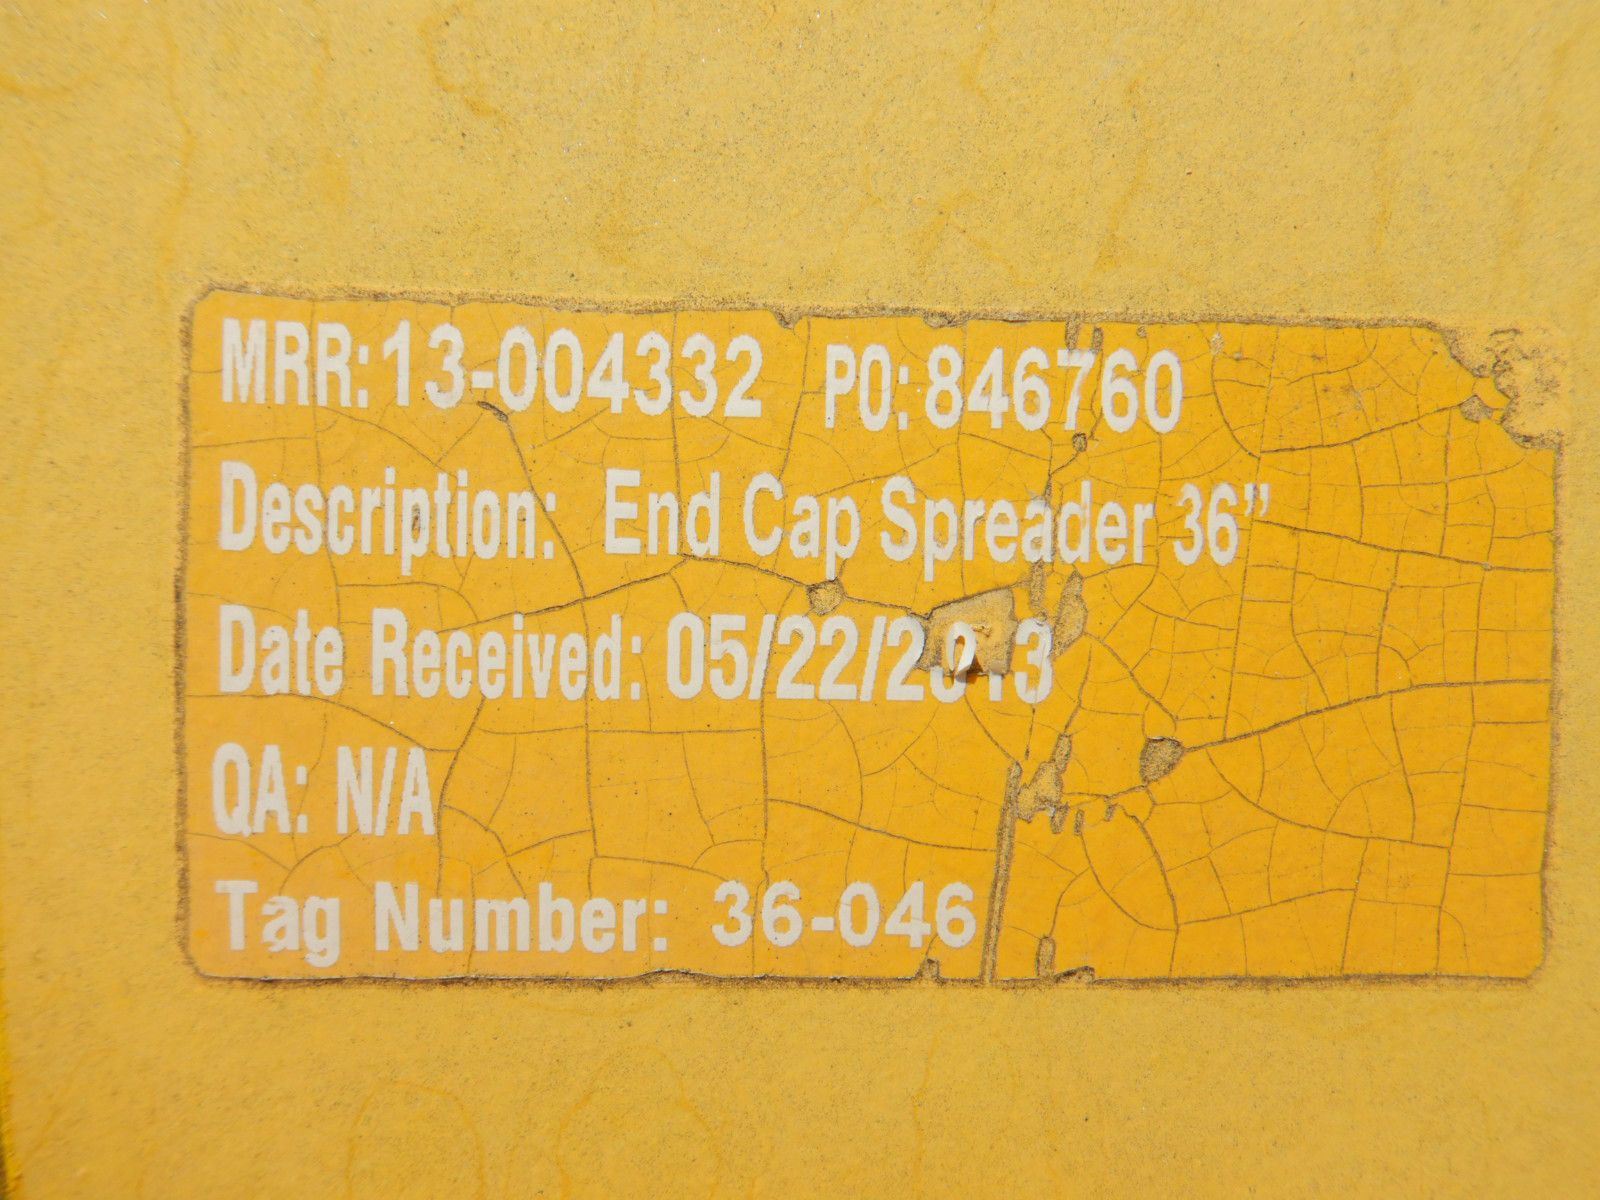 MRR: 13-004332 PO: 846760
Description: End Cap Spreader 36”
Date Received: 05/22/2013
QA: N/A
Tag Number: 36-046